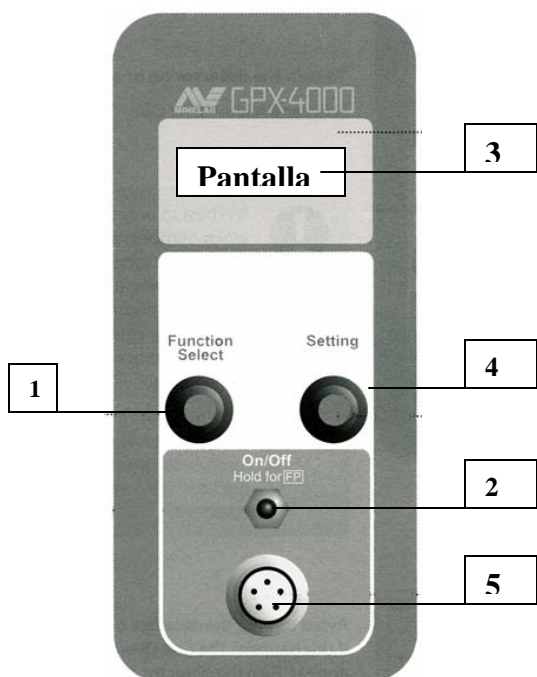 MINELAB GPX-4000
3
Pantalla
Function
Select
Setting
1
4
On/Off
Hold for FP
2
5